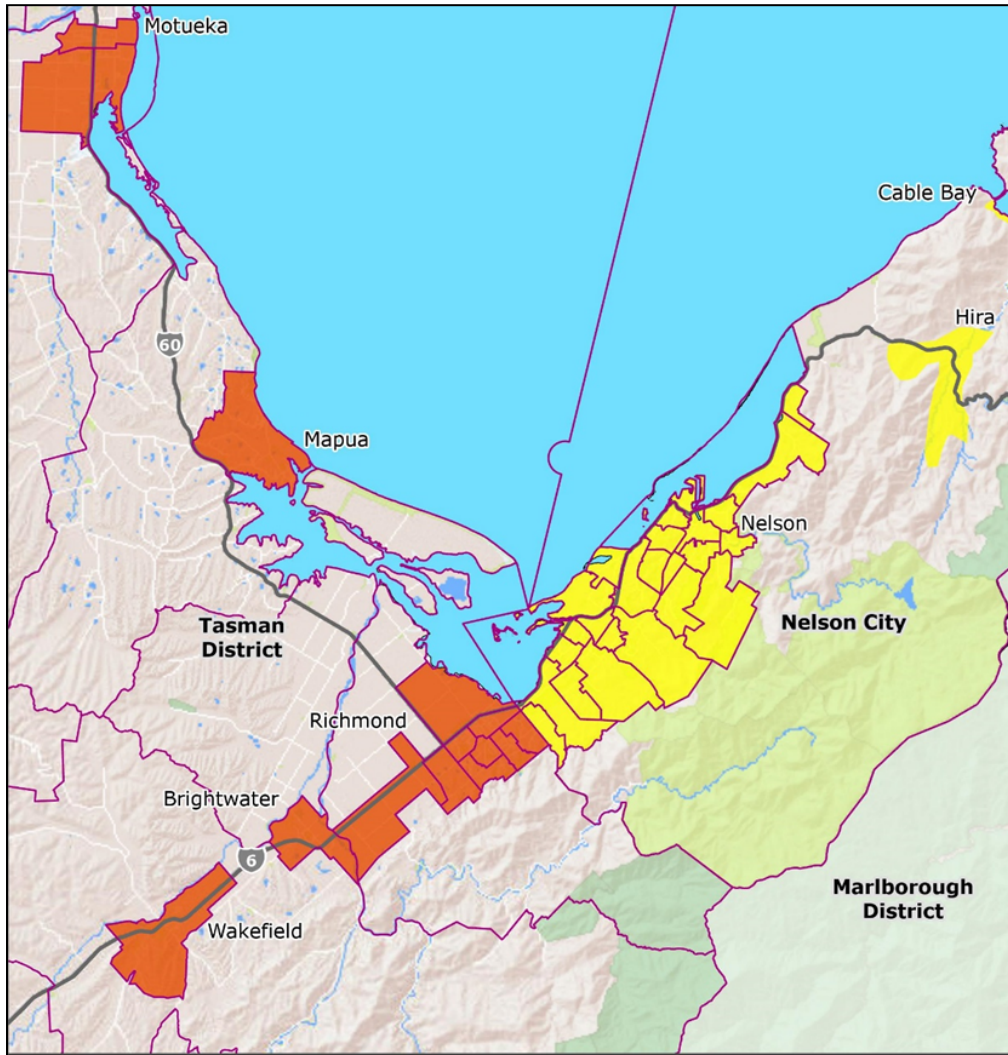 Motueka
Cable Bay
Hira
60
Mapua
Nelson
Tasman
District
Nelson City
Richmond
Brightwater
6
Marlborough
District
Wakefield